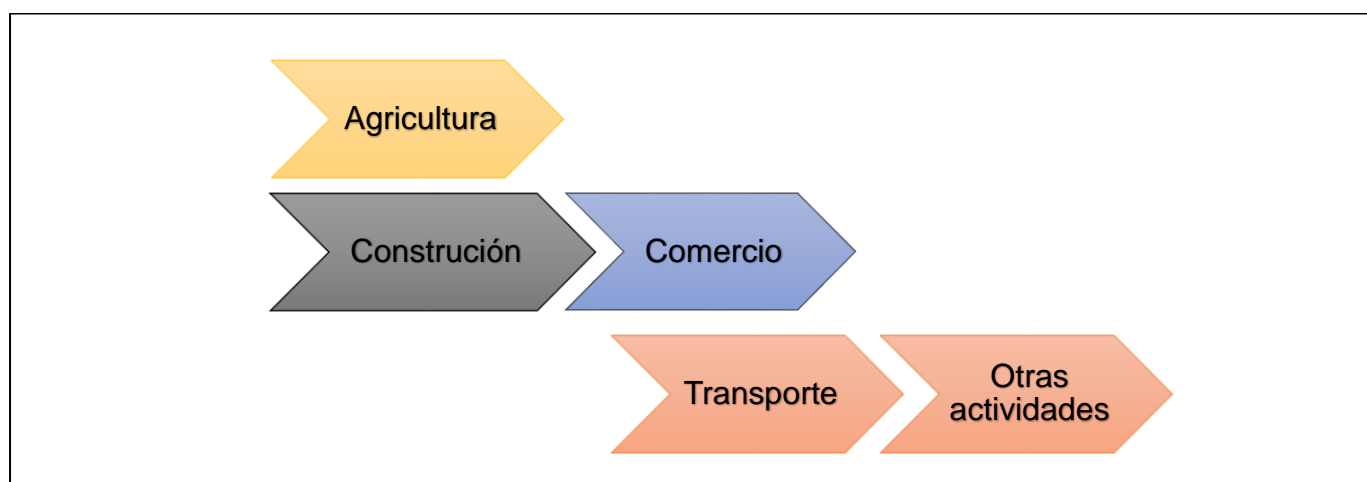 Agricultura
Construción
Comercio
Transporte
Otras
actividades